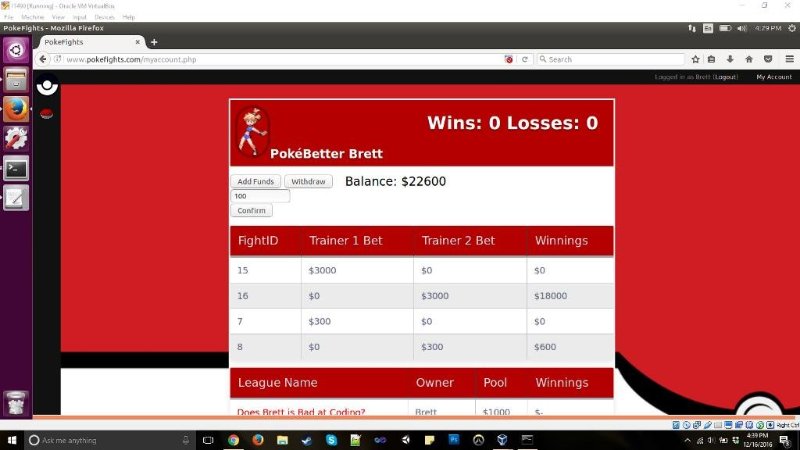 i1490 [Running] - Oracle VM VirtualBox
File Machine View Input Devices Help
PokeFights - Mozilla Firefox
En
4:29 PM
PokeFights
www.pokefights.com/myaccount.php
Search
Logged in as Brett (Logout) My Account
Wins: 0 Losses: 0
PokéBetter Brett
Add Funds Withdraw Balance: $22600
100
Confirm
FightID Trainer 1 Bet Trainer 2 Bet Winnings
15 $3000 $0 $0
16 $0 $3000 $18000
7 $300 $0 $0
8 $0 $300 $600
League Name Owner Pool Winnings
Does Brett is Bad at Coding? Brett $1000 $-
Right Ctrl
Ask me anything
4:39 PM
12/16/2016